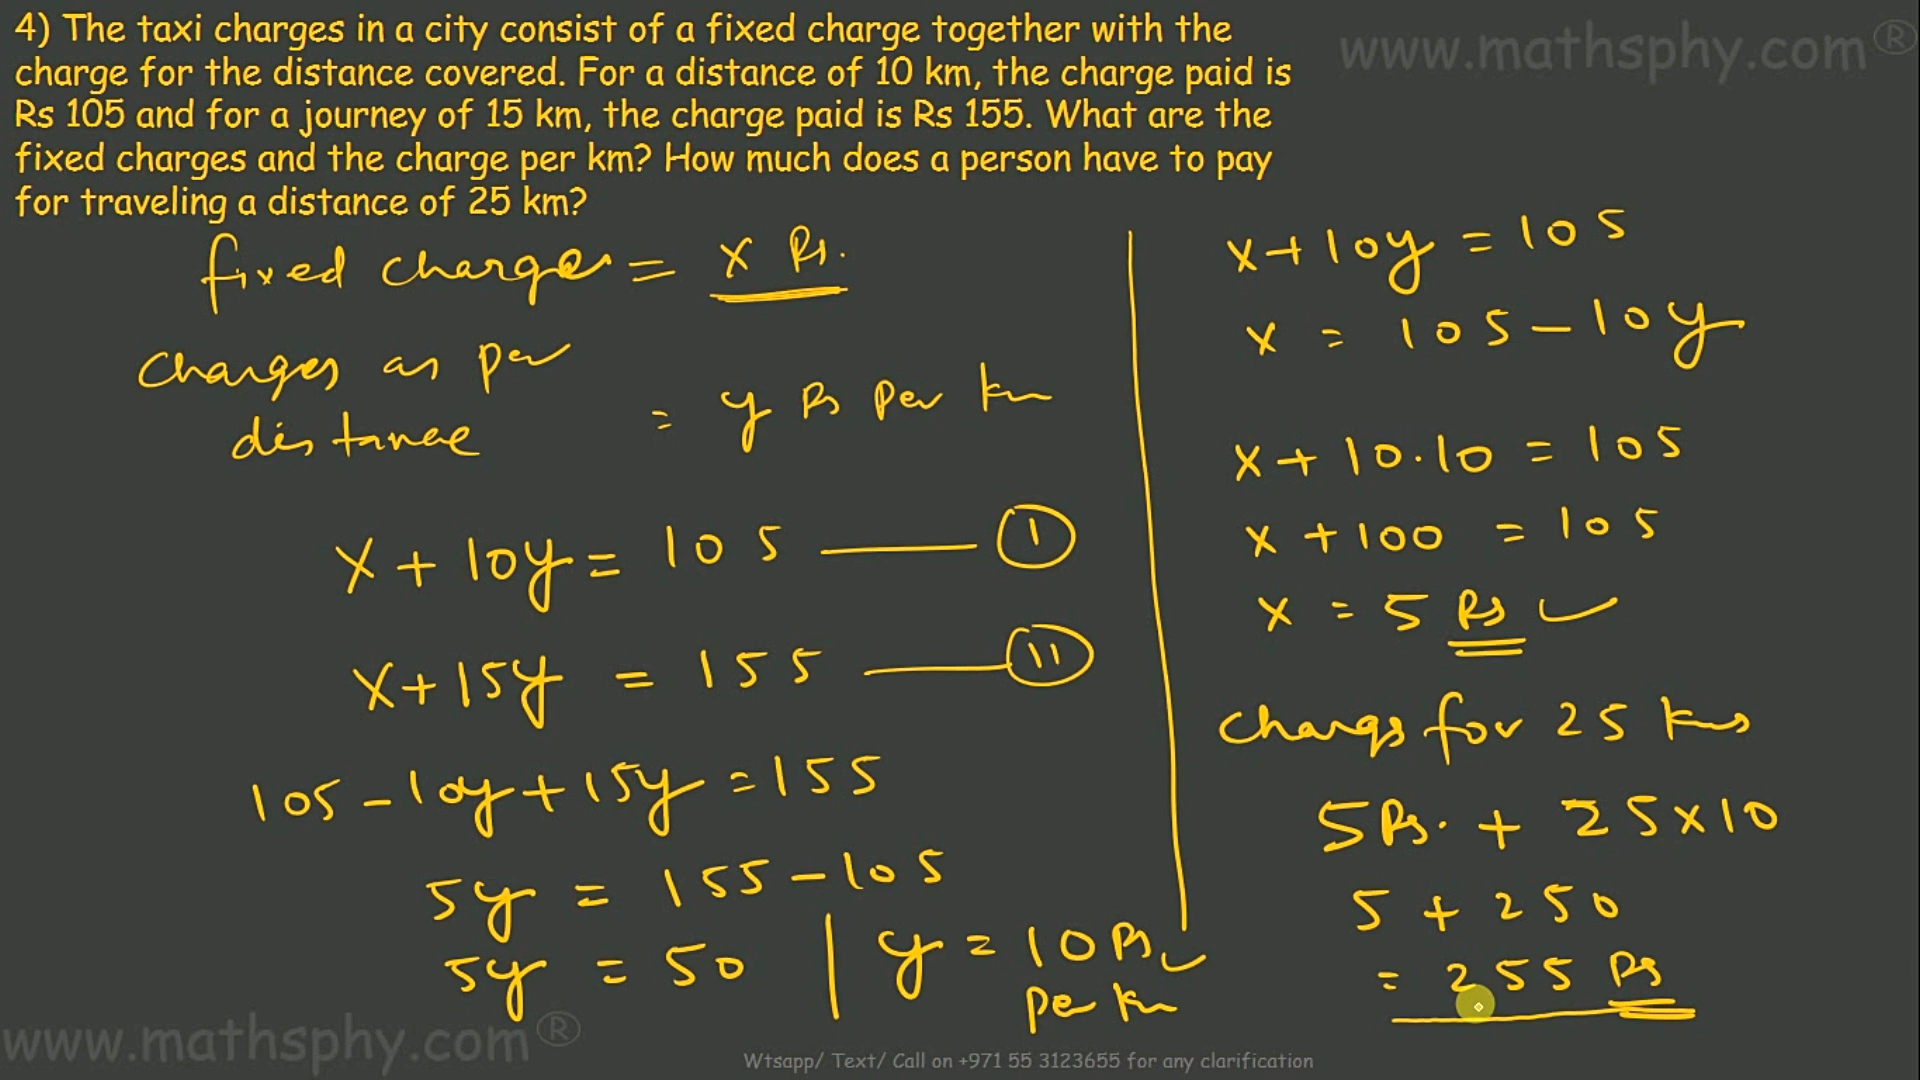 4) The taxi charges in a city consist of a fixed charge together with the
charge for the distance covered. For a distance of 10 km, the charge paid is
Rs 105 and for a journey of 15 km, the charge paid is Rs 155. What are the
fixed charges and the charge per km? How much does a person have to pay
for traveling a distance of 25 km?
www.mathsphy.com®
fixed charges = x Rs.
Charges as per
distance = y Rs per km
x + 10y = 105 —— I
x + 15y = 155 —— II
105 - 10y + 15y = 155
5y = 155 - 105
5y = 50 | y = 10 Rs ✓
per km
x + 10y = 105
x = 105 - 10y
x + 10.10 = 105
x + 100 = 105
x = 5 Rs ✓
Charges for 25 kms
5 Rs. + 25 x 10
5 + 250
= 255 Rs
www.mathsphy.com®
Wtsapp/ Text/ Call on +971 55 3123655 for any clarification